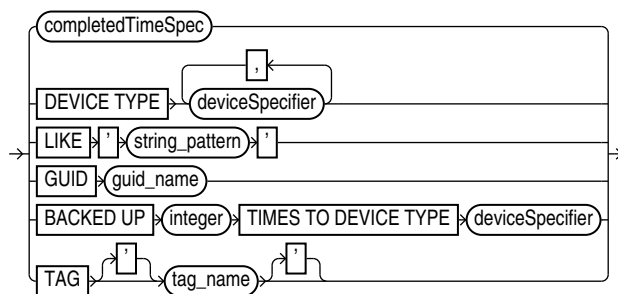 completedTimeSpec
,
DEVICE TYPE deviceSpecifier
LIKE ' string_pattern '
GUID guid_name
BACKED UP integer TIMES TO DEVICE TYPE deviceSpecifier
TAG ' tag_name '